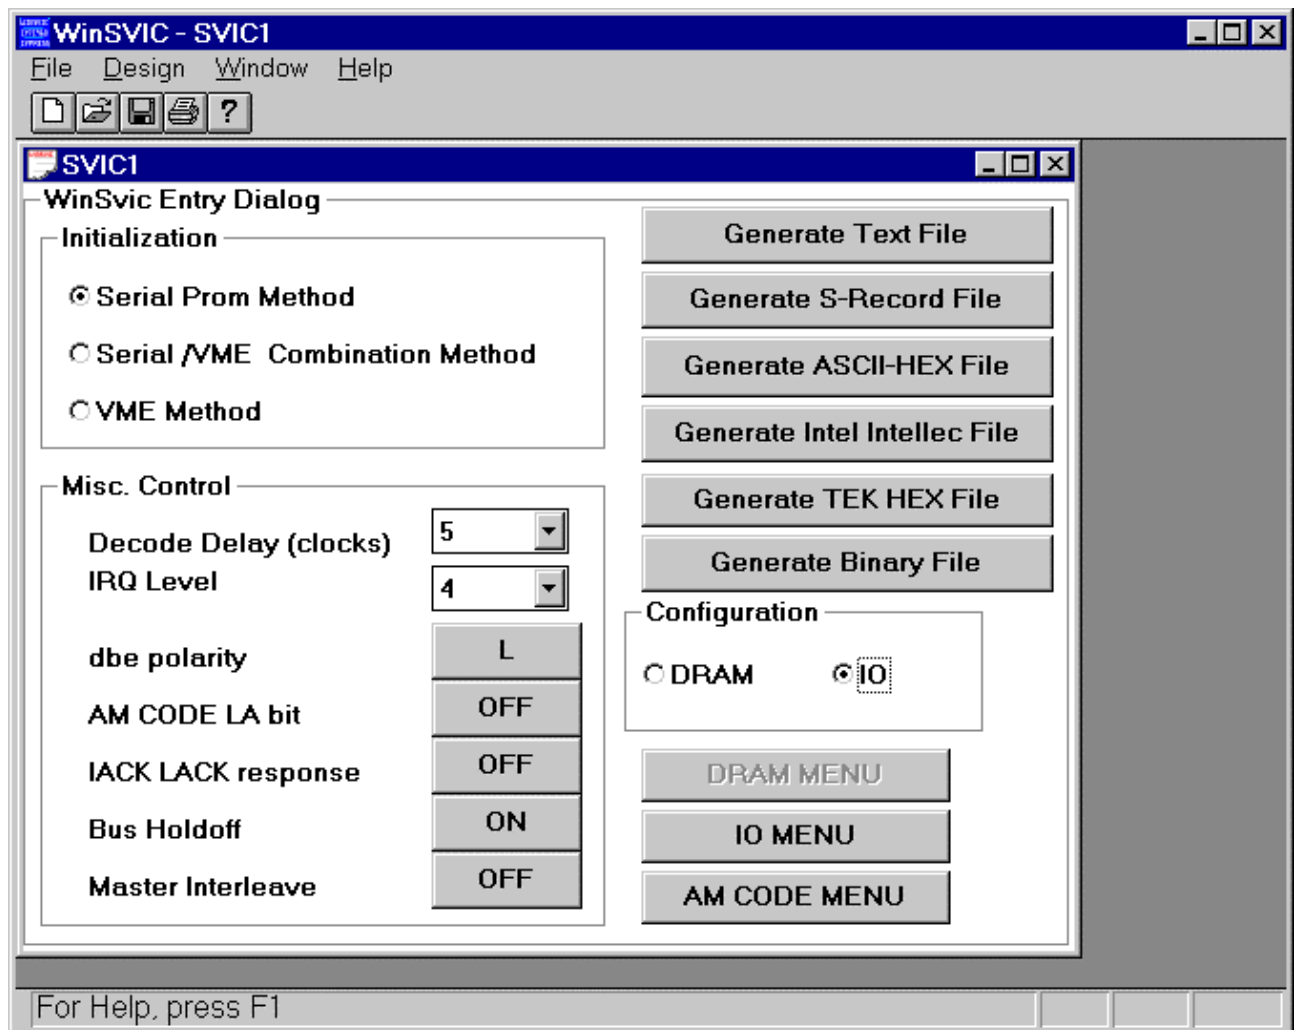 WinSVIC - SVIC1
File Design Window Help
?
SVIC1
WinSvic Entry Dialog
Initialization
Serial Prom Method
Serial /VME Combination Method
VME Method
Misc. Control
Decode Delay (clocks) 5
IRQ Level 4
dbe polarity L
AM CODE LA bit OFF
IACK LACK response OFF
Bus Holdoff ON
Master Interleave OFF
Generate Text File
Generate S-Record File
Generate ASCII-HEX File
Generate Intel Intellec File
Generate TEK HEX File
Generate Binary File
Configuration
DRAM IO
DRAM MENU
IO MENU
AM CODE MENU
For Help, press F1